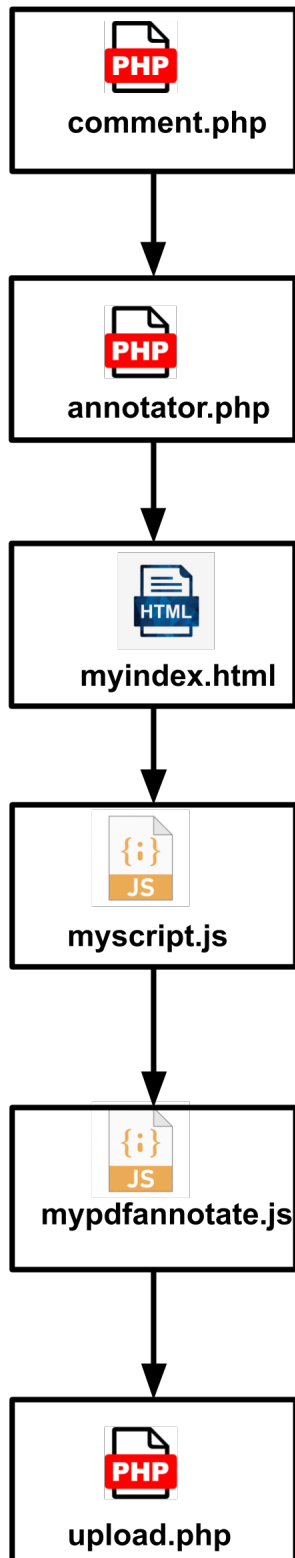 PHP
comment.php
PHP
annotator.php
HTML
myindex.html
{;}
JS
myscript.js
{;}
JS
mypdfannotate.js
PHP
upload.php